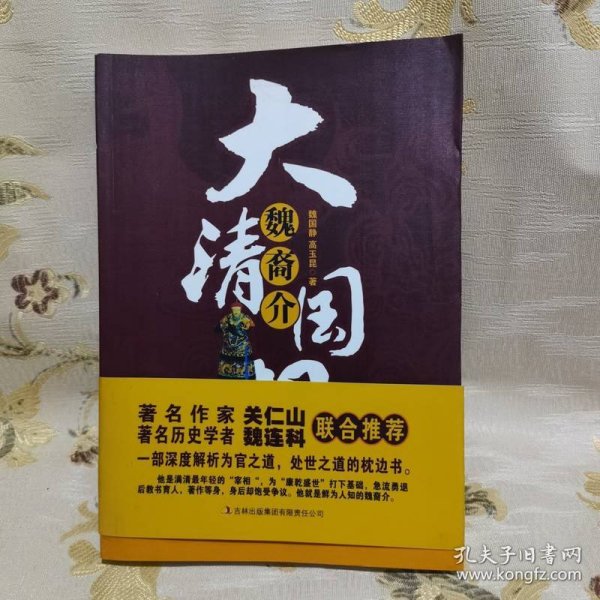 大清国
魏裔介
魏国静 高玉昆 ◎ 著
著名作家 关仁山
著名历史学者 魏连科
联合推荐
一部深度解析为官之道，处世之道的枕边书。
他是满清最年轻的“宰相“，为“康乾盛世”打下基础，急流勇退
后教书育人，著作等身，身后却饱受争议。他就是鲜为人知的魏裔介。
吉林出版集团有限责任公司
孔夫子旧书网
www.kongfz.com